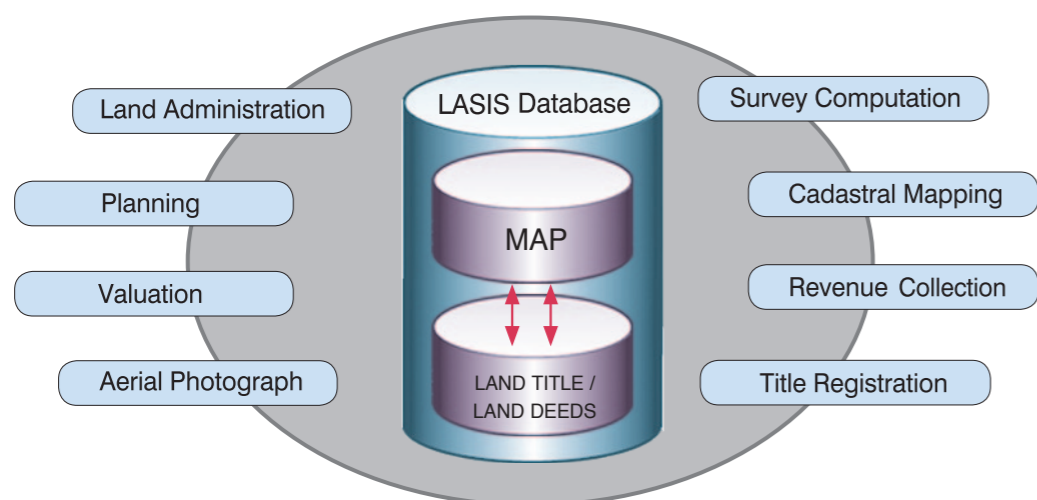 LASIS Database
MAP
LAND TITLE /
LAND DEEDS
Land Administration
Planning
Valuation
Aerial Photograph
Survey Computation
Cadastral Mapping
Revenue Collection
Title Registration